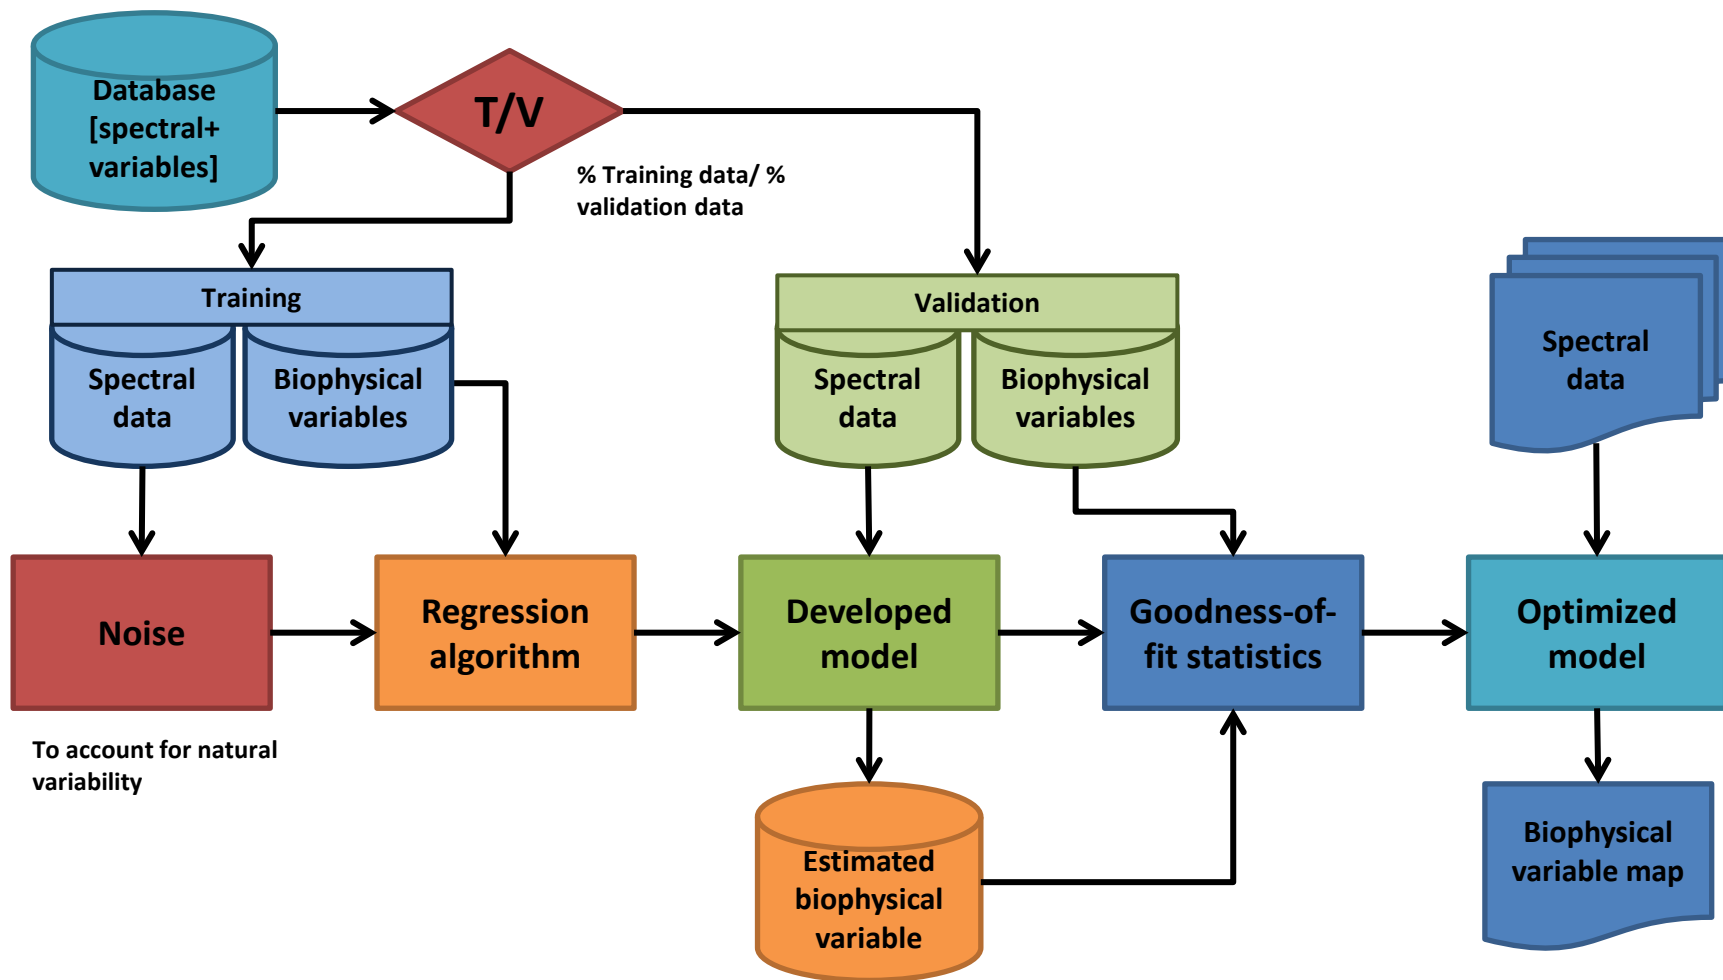 Database
[spectral+
variables]
T/V
% Training data/ %
validation data
Training
Spectral
data
Biophysical
variables
Validation
Spectral
data
Biophysical
variables
Spectral
data
Noise
To account for natural
variability
Regression
algorithm
Developed
model
Goodness-of-
fit statistics
Optimized
model
Estimated
biophysical
variable
Biophysical
variable map